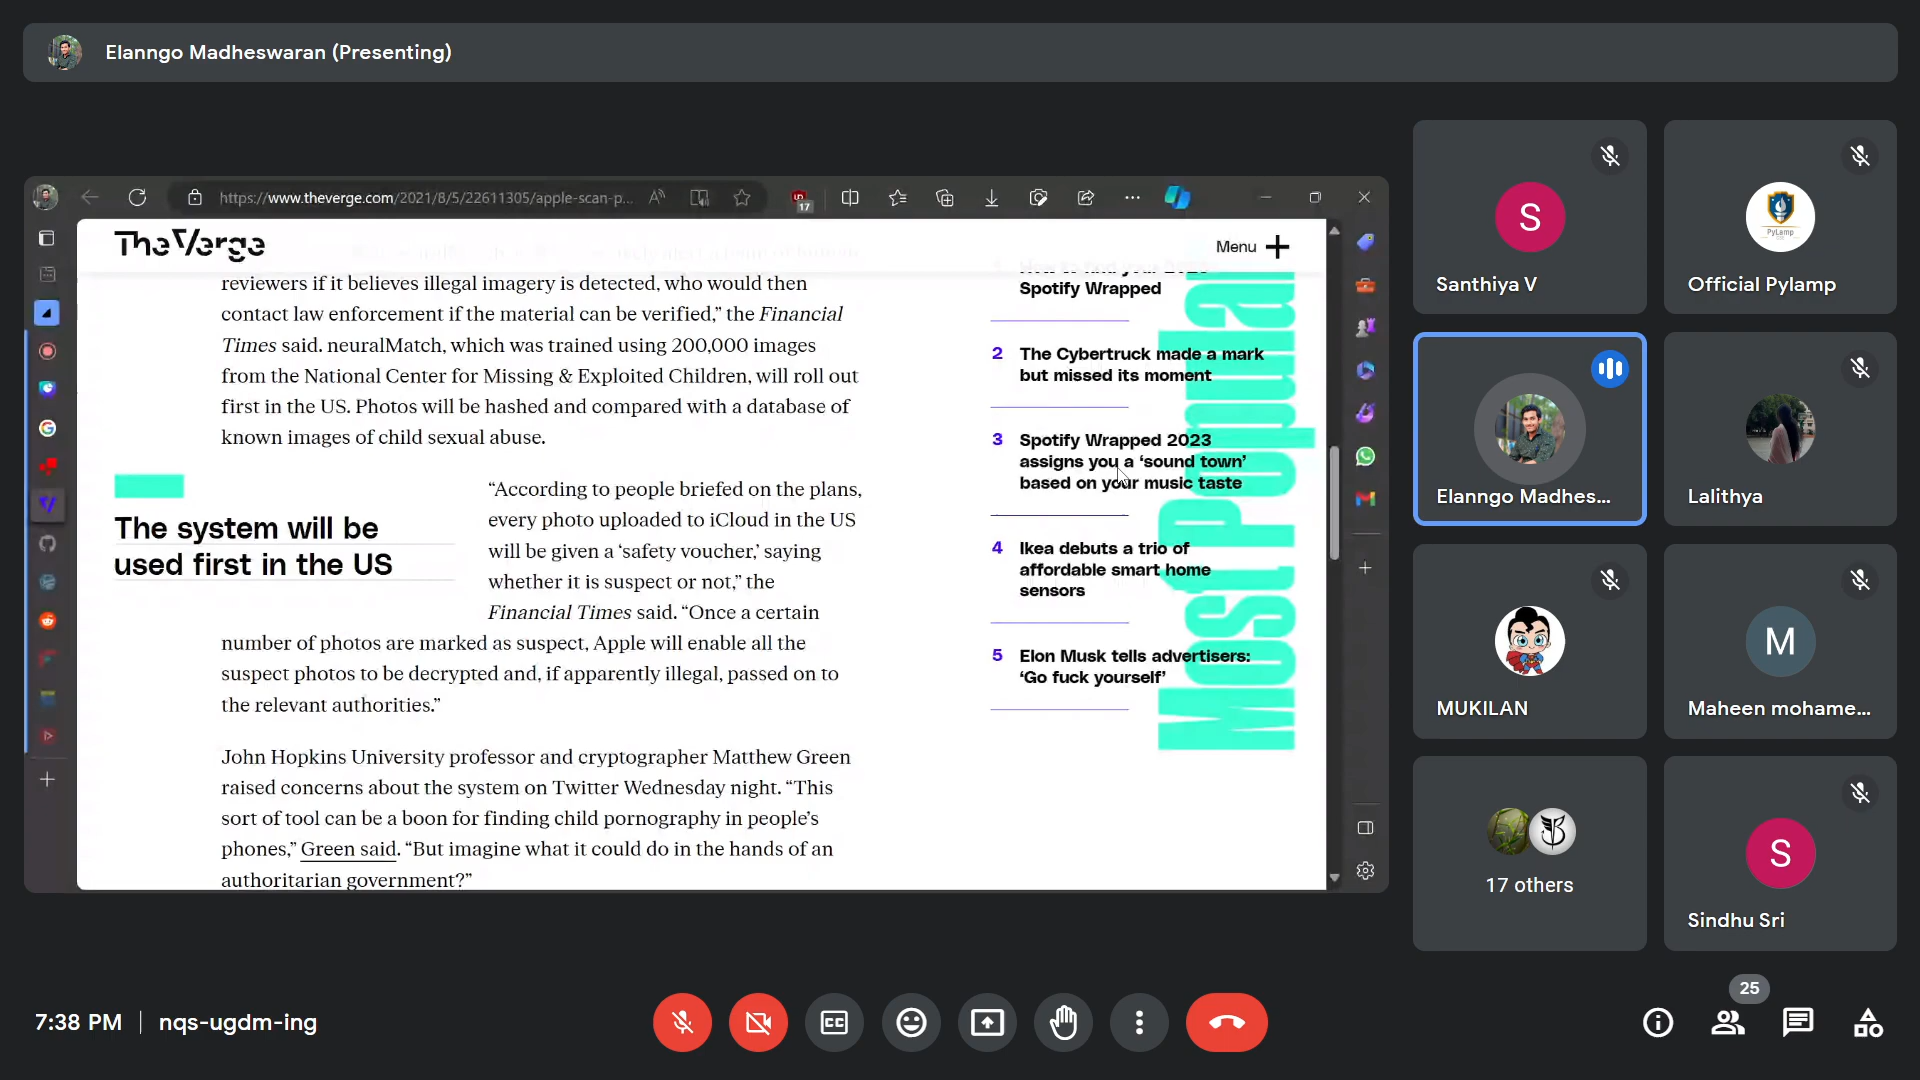 Elanngo Madheswaran (Presenting)
https://www.theverge.com/2021/8/5/22611305/apple-scan-p...
17
The Verge
Menu
reviewers if it believes illegal imagery is detected, who would then
contact law enforcement if the material can be verified,” the Financial
Times said. neuralMatch, which was trained using 200,000 images
from the National Center for Missing & Exploited Children, will roll out
first in the US. Photos will be hashed and compared with a database of
known images of child sexual abuse.
The system will be
used first in the US
“According to people briefed on the plans,
every photo uploaded to iCloud in the US
will be given a ‘safety voucher,’ saying
whether it is suspect or not,” the
Financial Times said. “Once a certain
number of photos are marked as suspect, Apple will enable all the
suspect photos to be decrypted and, if apparently illegal, passed on to
the relevant authorities.”
John Hopkins University professor and cryptographer Matthew Green
raised concerns about the system on Twitter Wednesday night. “This
sort of tool can be a boon for finding child pornography in people’s
phones,” Green said. “But imagine what it could do in the hands of an
authoritarian government?”
Most Popular
How to find your
Spotify Wrapped
2 The Cybertruck made a mark
but missed its moment
3 Spotify Wrapped 2023
assigns you a ‘sound town’
based on your music taste
4 Ikea debuts a trio of
affordable smart home
sensors
5 Elon Musk tells advertisers:
‘Go fuck yourself’
S
Santhiya V
PyLamp
Official Pylamp
Elanngo Madhes...
Lalithya
MUKILAN
M
Maheen mohame...
17 others
S
Sindhu Sri
7:38 PM | nqs-ugdm-ing
CC
25